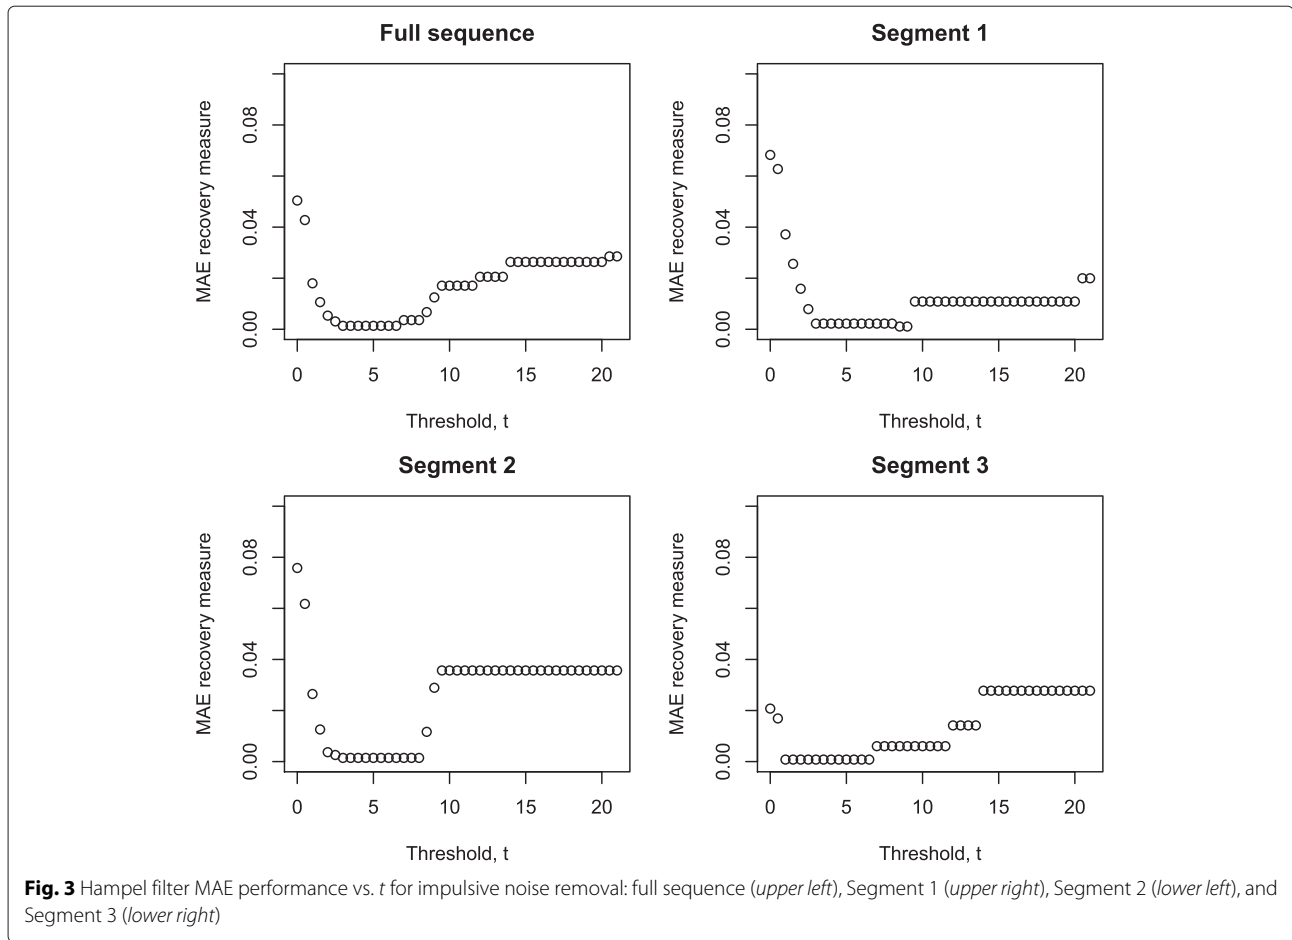 Full sequence
MAE recovery measure
0.08
0.04
0.00
0 5 10 15 20
Threshold, t
Segment 1
MAE recovery measure
0.08
0.04
0.00
0 5 10 15 20
Threshold, t
Segment 2
MAE recovery measure
0.08
0.04
0.00
0 5 10 15 20
Threshold, t
Segment 3
MAE recovery measure
0.08
0.04
0.00
0 5 10 15 20
Threshold, t
Fig. 3 Hampel filter MAE performance vs. t for impulsive noise removal: full sequence (upper left), Segment 1 (upper right), Segment 2 (lower left), and
Segment 3 (lower right)